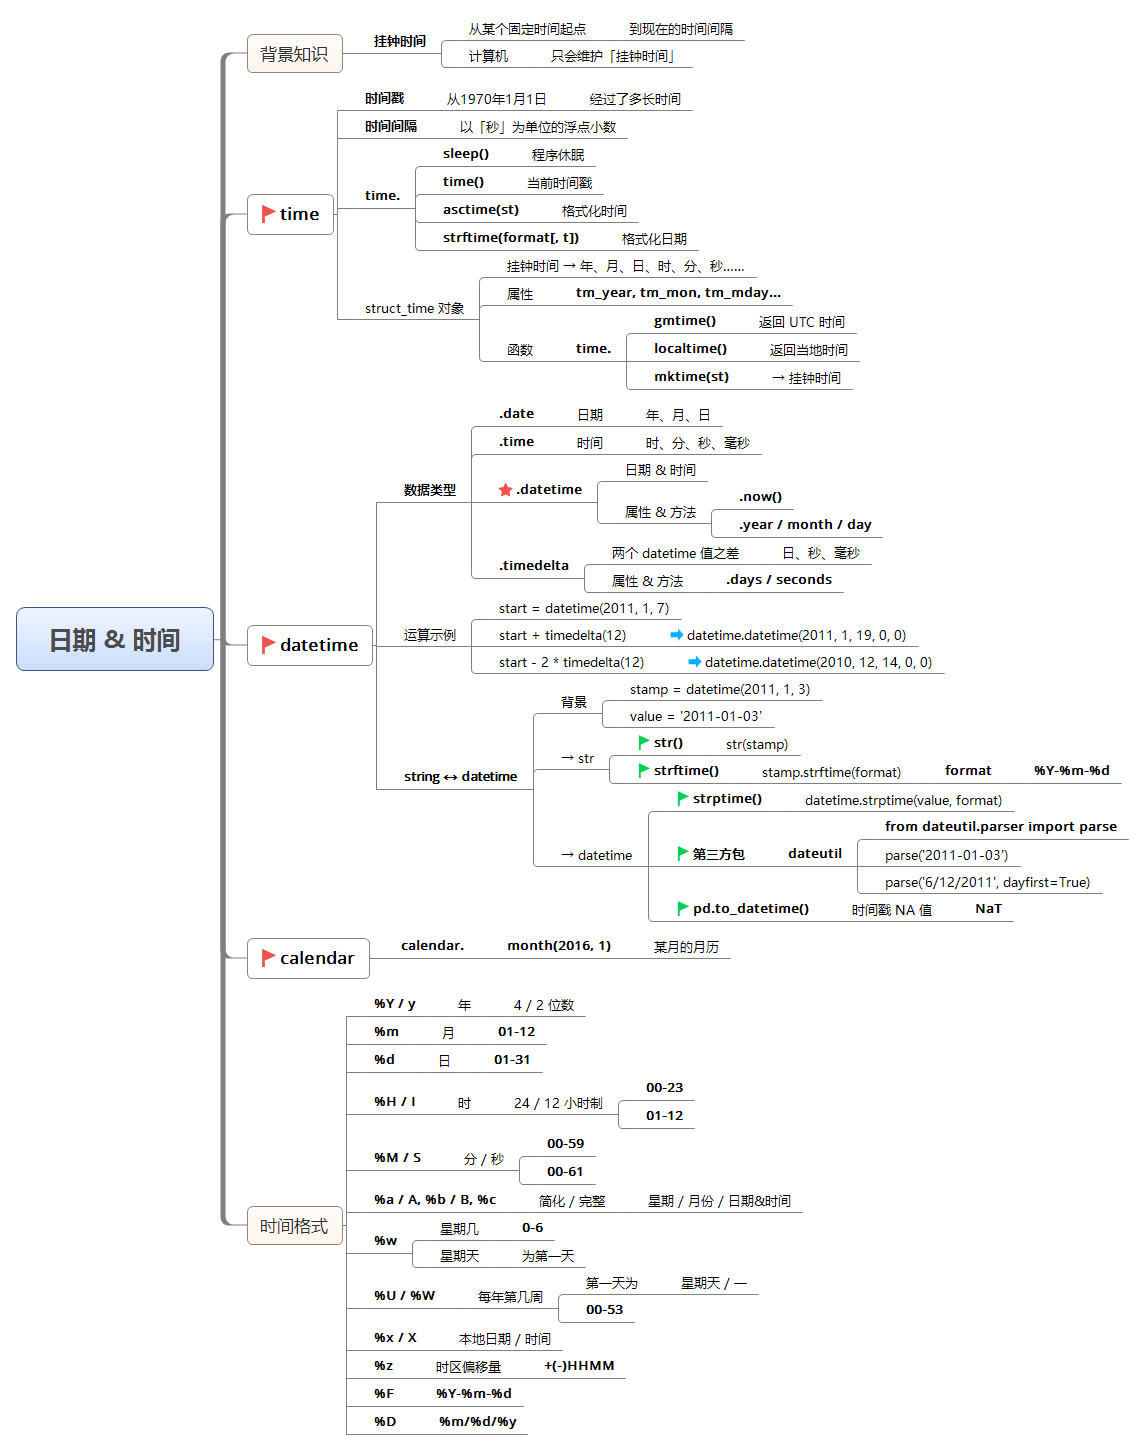 日期 & 时间
背景知识
挂钟时间
从某个固定时间起点 到现在的时间间隔
计算机 只会维护「挂钟时间」
time
时间戳 从1970年1月1日 经过了多长时间
时间间隔 以「秒」为单位的浮点小数
time.
sleep() 程序休眠
time() 当前时间戳
asctime(st) 格式化时间
strftime(format[, t]) 格式化日期
struct_time 对象
挂钟时间 → 年、月、日、时、分、秒……
属性 tm_year, tm_mon, tm_mday...
函数 time.
gmtime() 返回 UTC 时间
localtime() 返回当地时间
mktime(st) → 挂钟时间
datetime
数据类型
.date 日期 年、月、日
.time 时间 时、分、秒、毫秒
.datetime
日期 & 时间
属性 & 方法
.now()
.year / month / day
.timedelta
两个 datetime 值之差 日、秒、毫秒
属性 & 方法 .days / seconds
运算示例
start = datetime(2011, 1, 7)
start + timedelta(12) datetime.datetime(2011, 1, 19, 0, 0)
start - 2 * timedelta(12) datetime.datetime(2010, 12, 14, 0, 0)
string ↔ datetime
背景
stamp = datetime(2011, 1, 3)
value = '2011-01-03'
→ str
str() str(stamp)
strftime() stamp.strftime(format) format %Y-%m-%d
→ datetime
strptime() datetime.strptime(value, format)
第三方包 dateutil
from dateutil.parser import parse
parse('2011-01-03')
parse('6/12/2011', dayfirst=True)
pd.to_datetime() 时间戳 NA 值 NaT
calendar
calendar. month(2016, 1) 某月的月历
时间格式
%Y / y 年 4 / 2 位数
%m 月 01-12
%d 日 01-31
%H / I 时 24 / 12 小时制
00-23
01-12
%M / S 分 / 秒
00-59
00-61
%a / A, %b / B, %c 简化 / 完整 星期 / 月份 / 日期&时间
%w
星期几 0-6
星期天 为第一天
%U / %W 每年第几周
第一天为 星期天 / 一
00-53
%x / X 本地日期 / 时间
%z 时区偏移量 +(-)HHMM
%F %Y-%m-%d
%D %m/%d/%y